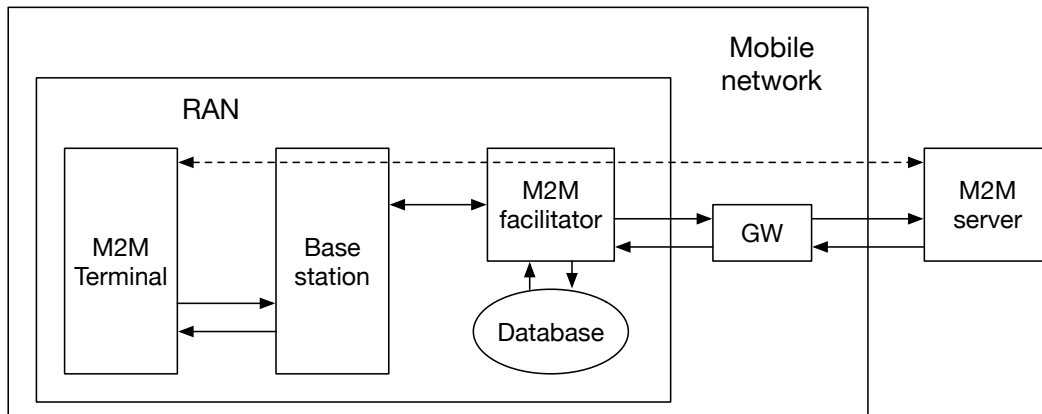 Mobile
network
RAN
M2M
Terminal
Base
station
M2M
facilitator
GW
M2M
server
Database